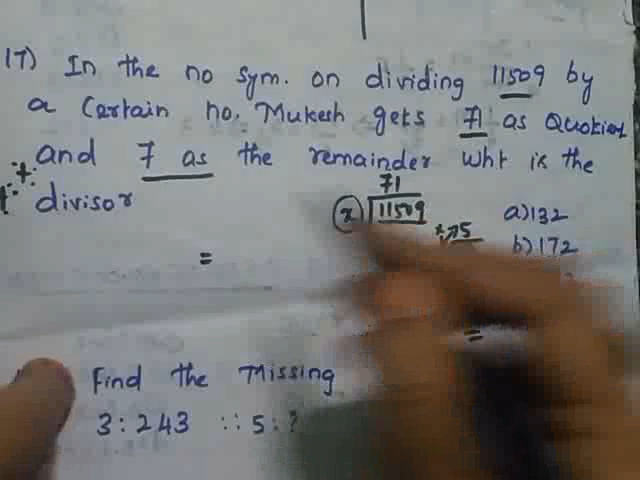 17) In the no sym. on dividing 11509 by
a Certain no. Mukesh gets 71 as Quotient
and 7 as the remainder Wht is the
divisor
71
x 11509
a) 132
b) 172
=
=
Find the Missing
3 : 243 :: 5 : ?